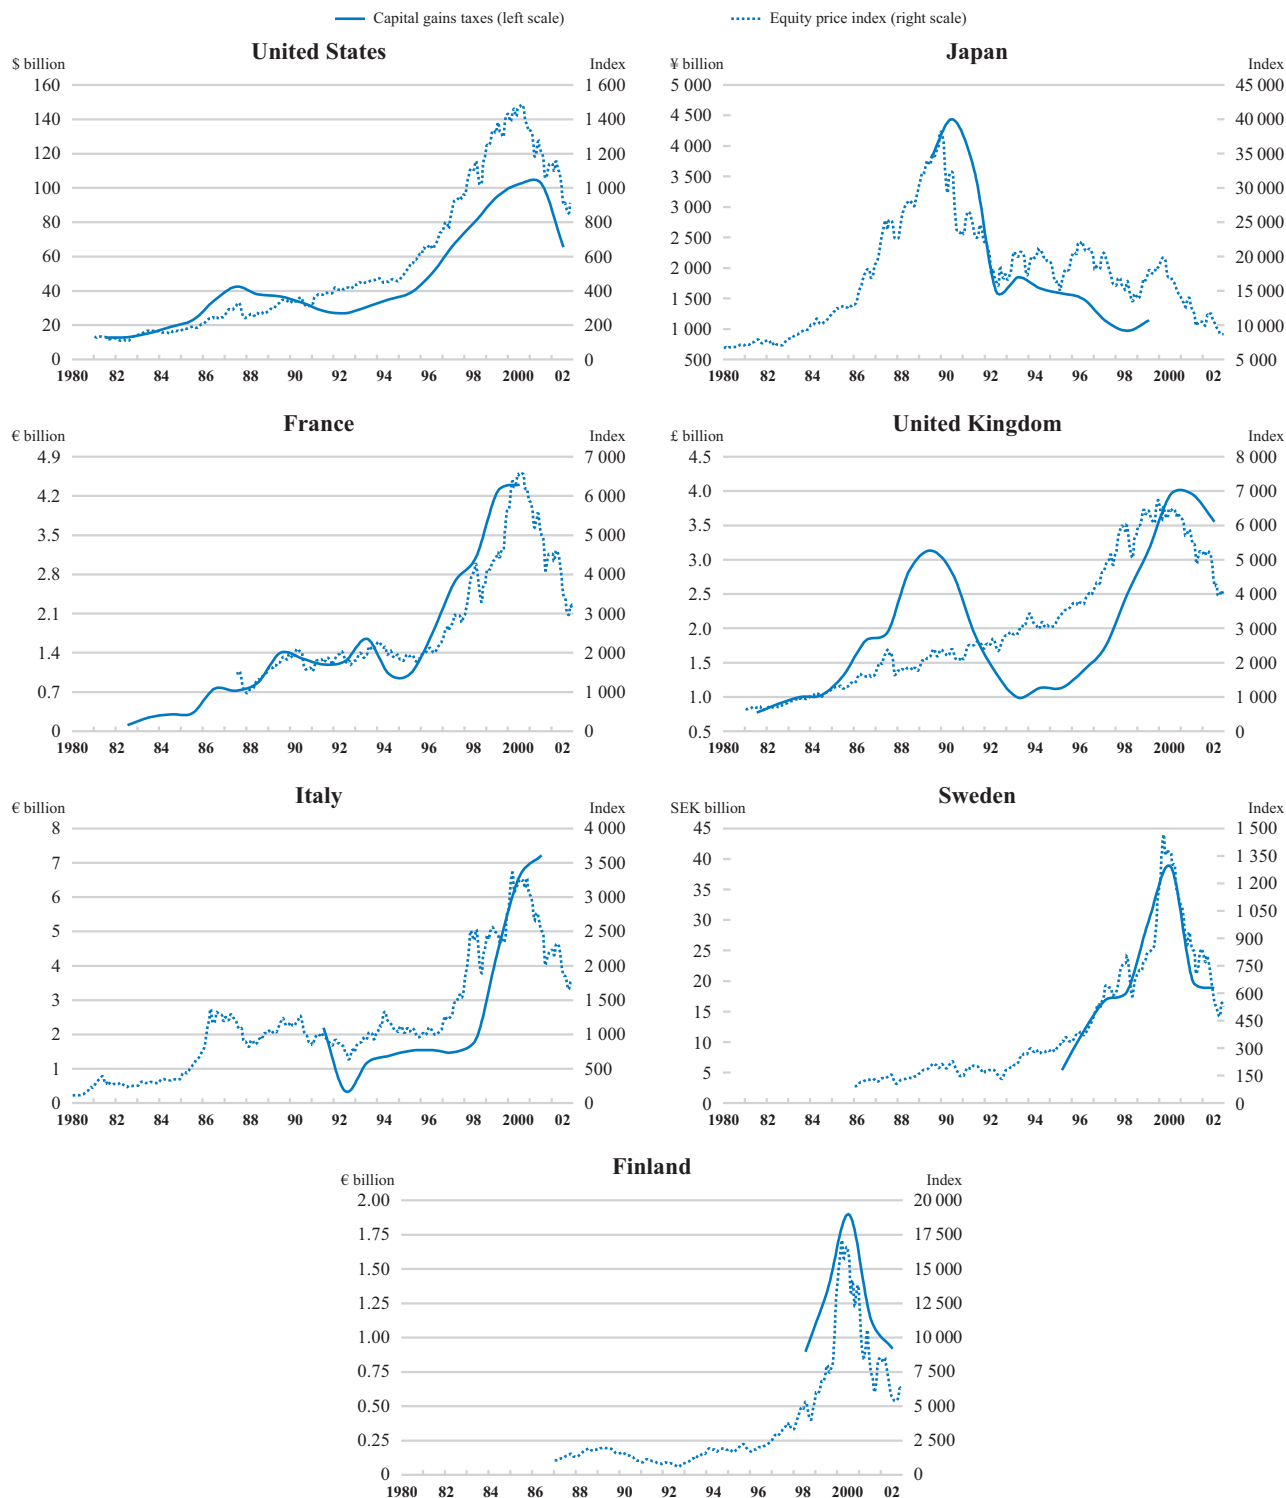 Capital gains taxes (left scale) Equity price index (right scale)
United States
$ billion Index
160 1 600
140 1 400
120 1 200
100 1 000
80 800
60 600
40 400
20 200
0 0
1980 82 84 86 88 90 92 94 96 98 2000 02
Japan
¥ billion Index
5 000 45 000
4 500 40 000
4 000 35 000
3 500 30 000
3 000 25 000
2 500 20 000
2 000 15 000
1 500 10 000
1 000 5 000
500
1980 82 84 86 88 90 92 94 96 98 2000 02
France
€ billion Index
4.9 7 000
4.2 6 000
3.5 5 000
2.8 4 000
2.1 3 000
1.4 2 000
0.7 1 000
0 0
1980 82 84 86 88 90 92 94 96 98 2000 02
United Kingdom
£ billion Index
4.5 8 000
4.0 7 000
3.5 6 000
3.0 5 000
2.5 4 000
2.0 3 000
1.5 2 000
1.0 1 000
0.5 0
1980 82 84 86 88 90 92 94 96 98 2000 02
Italy
€ billion Index
8 4 000
7 3 500
6 3 000
5 2 500
4 2 000
3 1 500
2 1 000
1 500
0 0
1980 82 84 86 88 90 92 94 96 98 2000 02
Sweden
SEK billion Index
45 1 500
40 1 350
35 1 200
30 1 050
25 900
20 750
15 600
10 450
5 300
0 150
0
1980 82 84 86 88 90 92 94 96 98 2000 02
Finland
€ billion Index
2.00 20 000
1.75 17 500
1.50 15 000
1.25 12 500
1.00 10 000
0.75 7 500
0.50 5 000
0.25 2 500
0 0
1980 82 84 86 88 90 92 94 96 98 2000 02